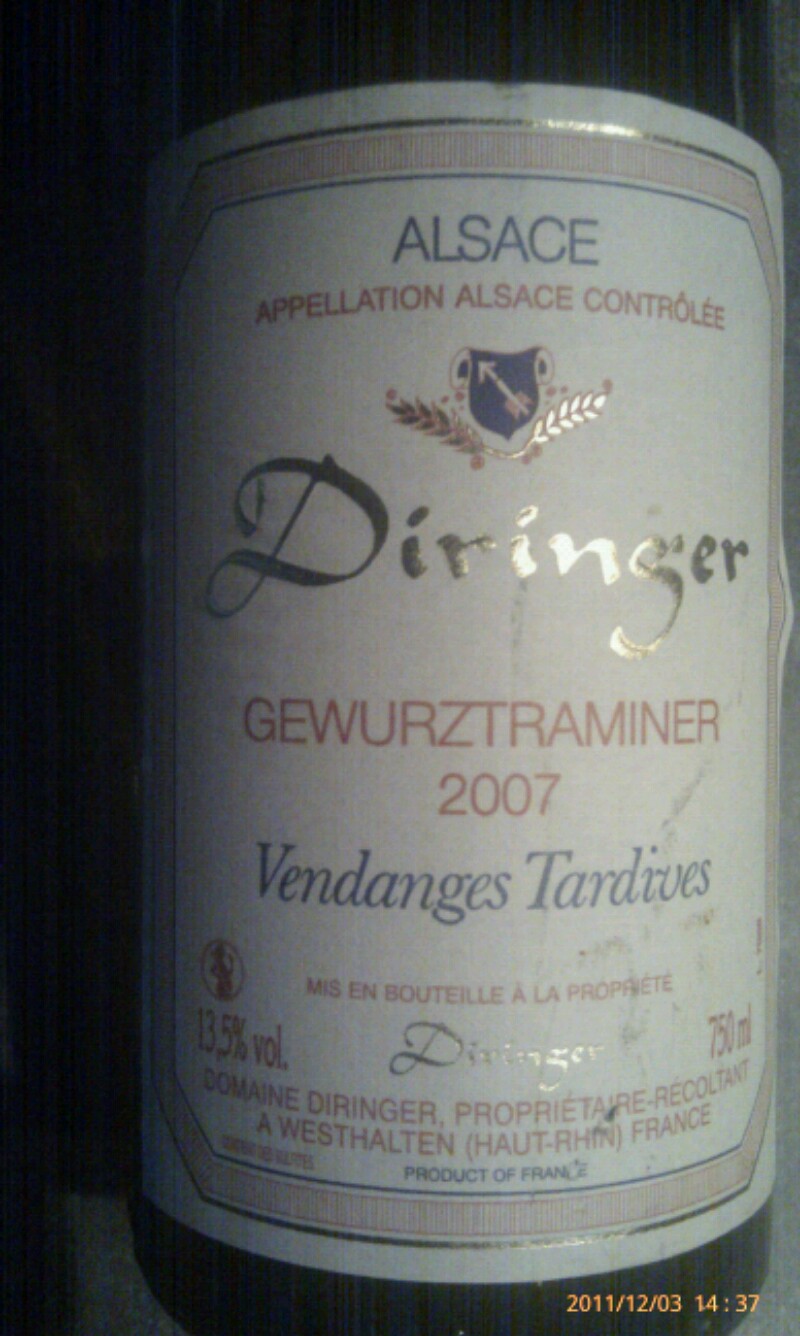 ALSACE
APPELLATION ALSACE CONTRÔLÉE
Diringer
GEWURZTRAMINER
2007
Vendanges Tardives
MIS EN BOUTEILLE À LA PROPRIÉTÉ
13,5% vol.
Diringer
750 ml
DOMAINE DIRINGER, PROPRIÉTAIRE-RÉCOLTANT
A WESTHALTEN (HAUT-RHIN) FRANCE
PRODUCT OF FRANCE
2011/12/03 14:37